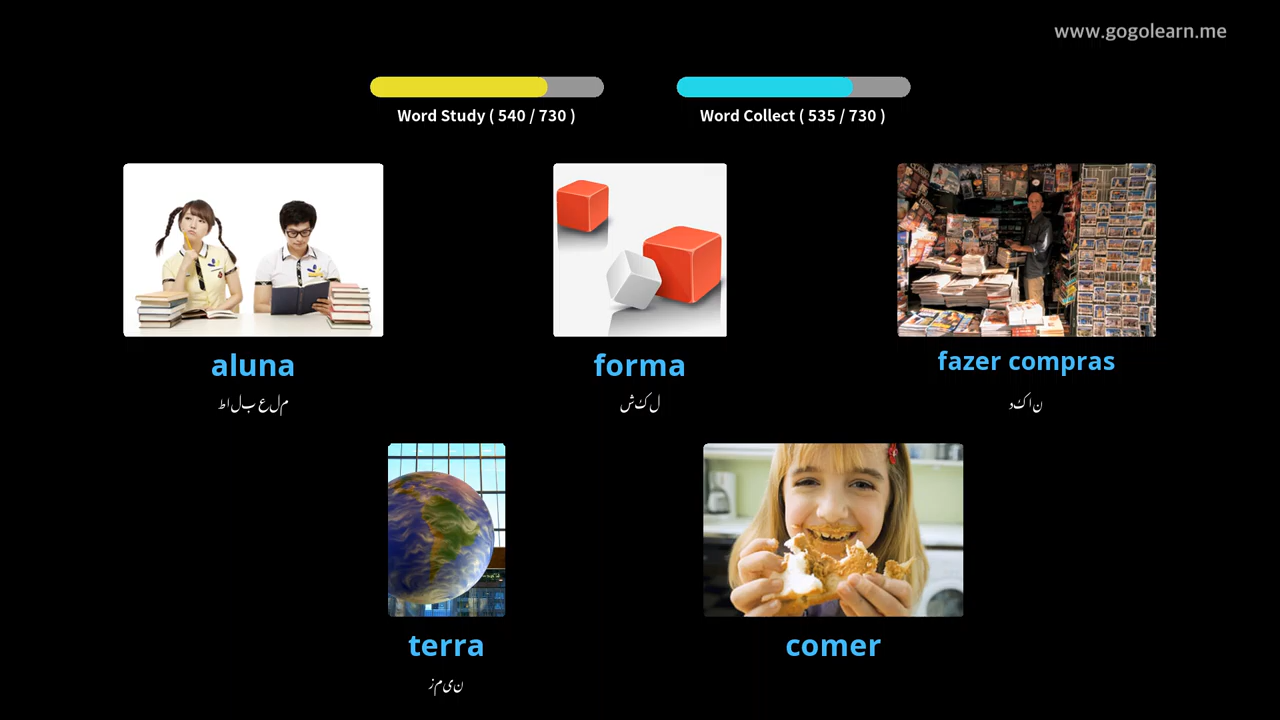 www.gogolearn.me
Word Study ( 540 / 730 )
Word Collect ( 535 / 730 )
aluna
طالب علم
forma
شکل
fazer compras
دکان
terra
زمین
comer